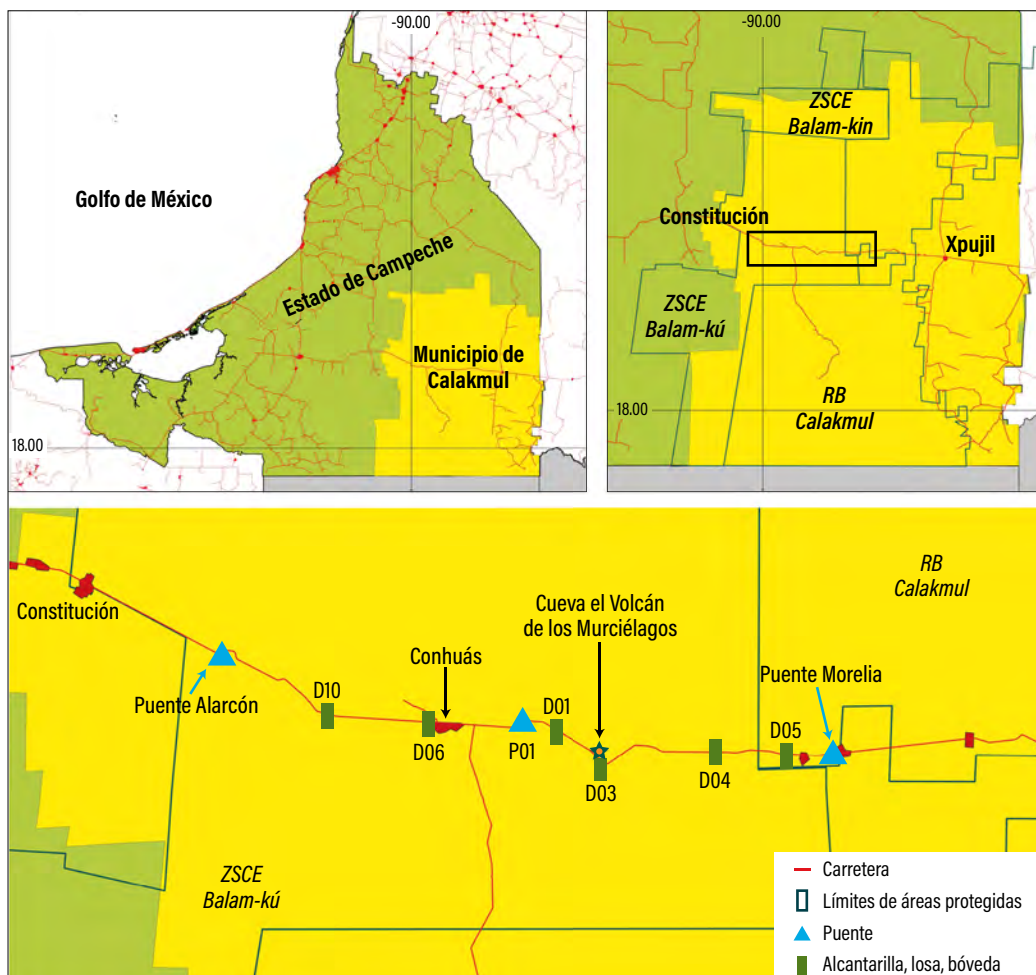 -90.00
Golfo de México
Estado de Campeche
Municipio de
Calakmul
18.00
-90.00
ZSCE
Balam-kin
Constitución
Xpujil
ZSCE
Balam-kú
RB
Calakmul
18.00
RB
Calakmul
Constitución
Cueva el Volcán
de los Murciélagos
Conhuás
Puente Morelia
Puente Alarcón
D10
D01
D05
D06
P01
D04
D03
ZSCE
Balam-kú
Carretera
Límites de áreas protegidas
Puente
Alcantarilla, losa, bóveda